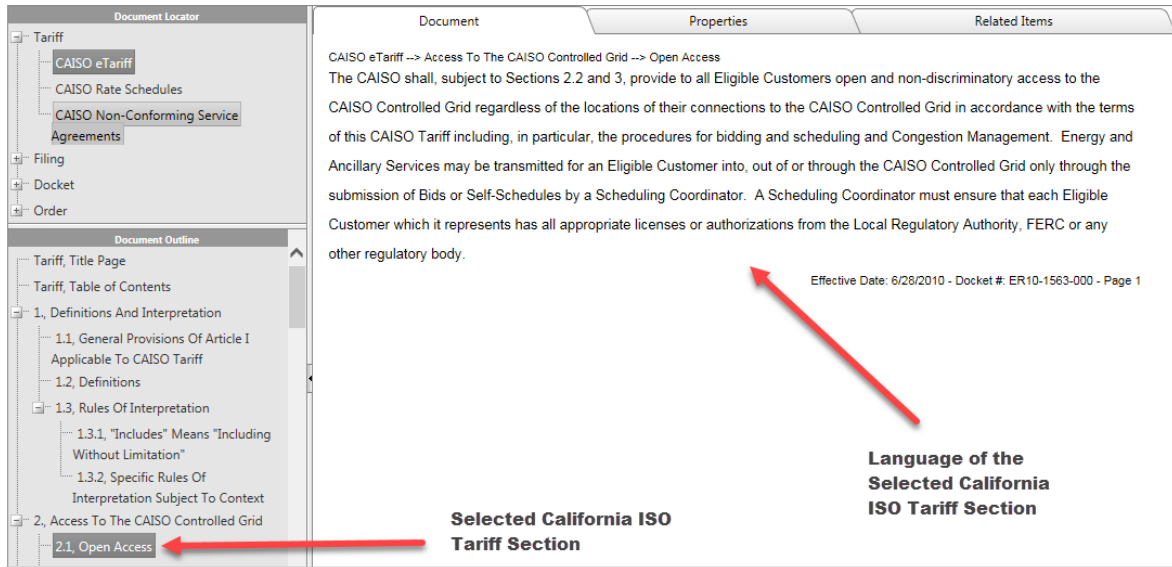 Document Locator
Tariff
CAISO eTariff
CAISO Rate Schedules
CAISO Non-Conforming Service
Agreements
Filing
Docket
Order
Document Outline
Tariff, Title Page
Tariff, Table of Contents
1., Definitions And Interpretation
1.1, General Provisions Of Article I
Applicable To CAISO Tariff
1.2, Definitions
1.3, Rules Of Interpretation
1.3.1, "Includes" Means "Including
Without Limitation"
1.3.2, Specific Rules Of
Interpretation Subject To Context
2., Access To The CAISO Controlled Grid
2.1, Open Access
Document
Properties
Related Items
CAISO eTariff --> Access To The CAISO Controlled Grid --> Open Access
The CAISO shall, subject to Sections 2.2 and 3, provide to all Eligible Customers open and non-discriminatory access to the
CAISO Controlled Grid regardless of the locations of their connections to the CAISO Controlled Grid in accordance with the terms
of this CAISO Tariff including, in particular, the procedures for bidding and scheduling and Congestion Management.  Energy and
Ancillary Services may be transmitted for an Eligible Customer into, out of or through the CAISO Controlled Grid only through the
submission of Bids or Self-Schedules by a Scheduling Coordinator.  A Scheduling Coordinator must ensure that each Eligible
Customer which it represents has all appropriate licenses or authorizations from the Local Regulatory Authority, FERC or any
other regulatory body.
Effective Date: 6/28/2010 - Docket #: ER10-1563-000 - Page 1
Language of the
Selected California
ISO Tariff Section
Selected California ISO
Tariff Section